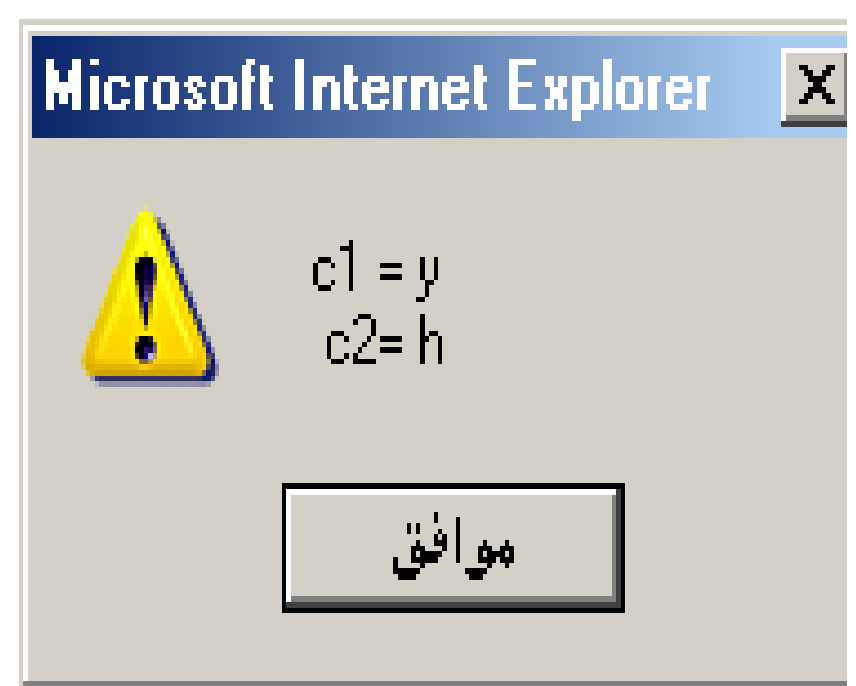 Microsoft Internet Explorer
c1 = y
c2= h
موافق